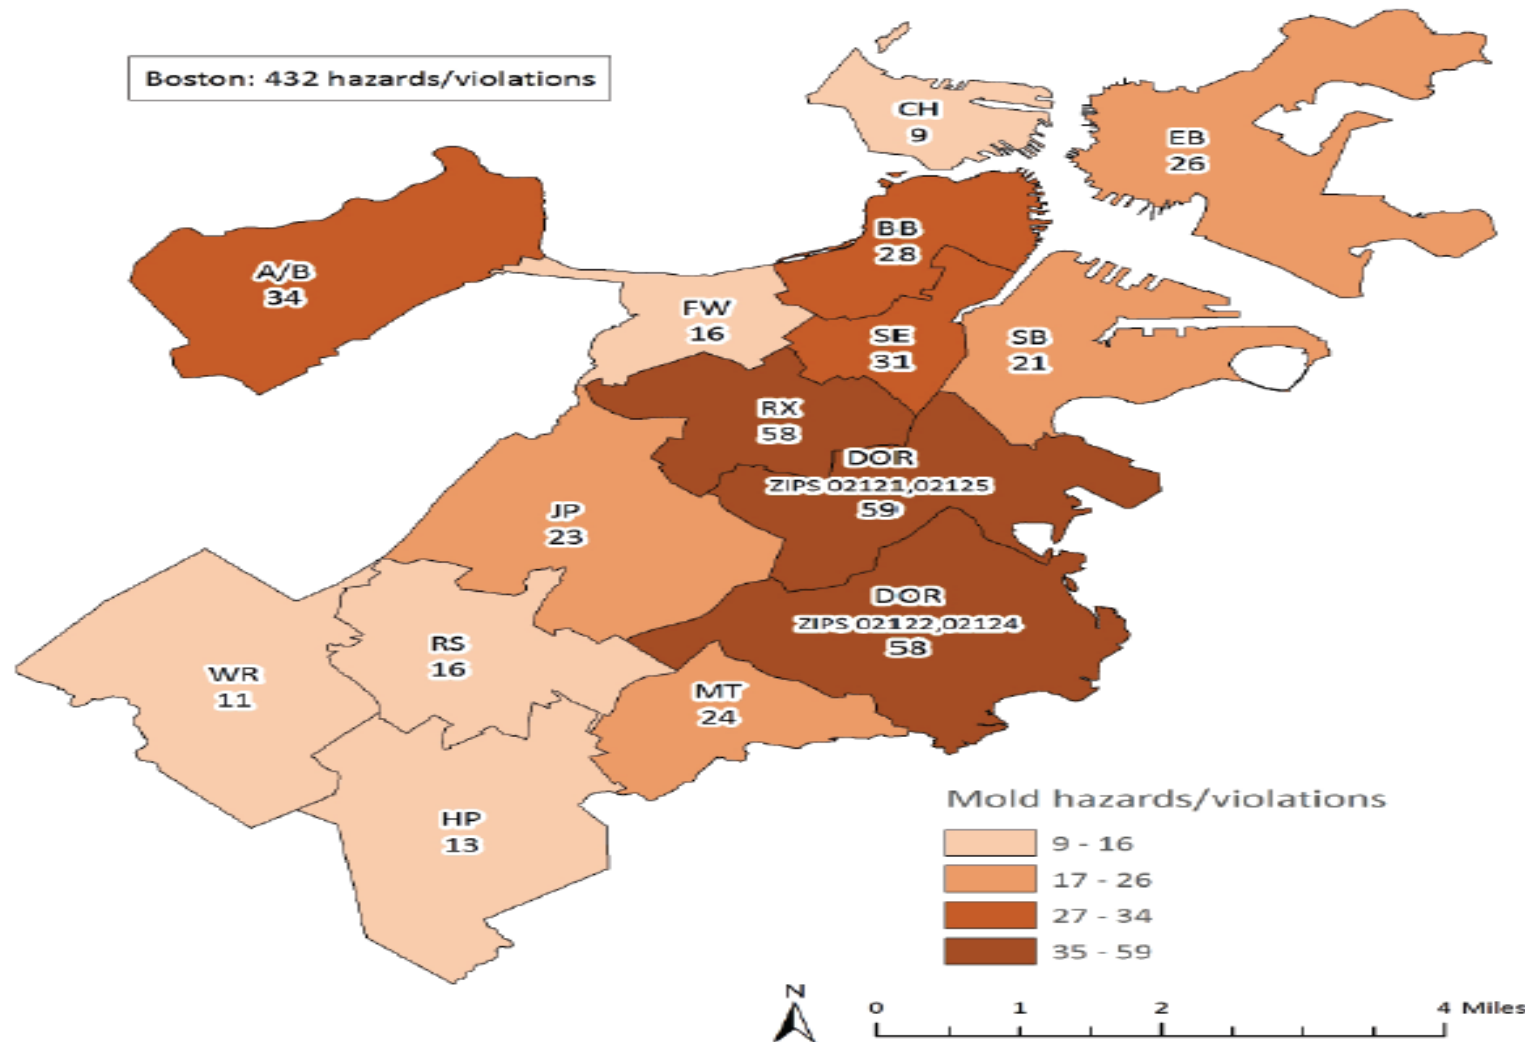 Boston: 432 hazards/violations
CH
9
EB
26
A/B
34
BB
28
FW
16
SE
31
SB
21
RX
58
DOR
ZIPS 02121,02125
59
JP
23
DOR
ZIPS 02122,02124
58
RS
16
WR
11
MT
24
HP
13
Mold hazards/violations
9 - 16
17 - 26
27 - 34
35 - 59
N
0 1 2 4 Miles